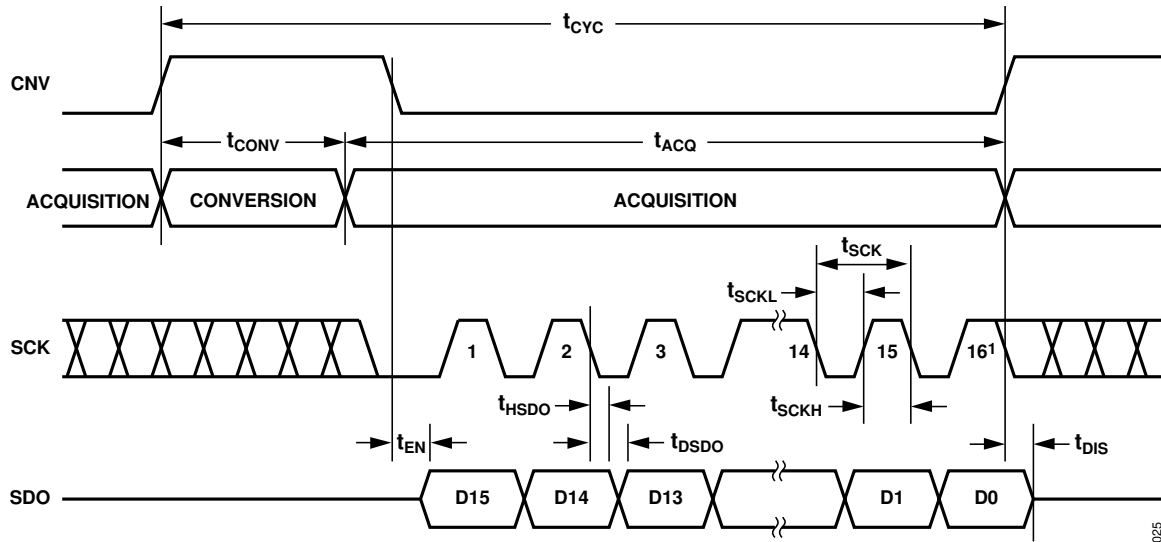 tCYC
CNV
tCONV
tACQ
ACQUISITION
CONVERSION
ACQUISITION
tSCK
tSCKL
SCK
1
2
3
14
15
16¹
tHSDO
tSCKH
tEN
tDSDO
tDIS
SDO
D15
D14
D13
D1
D0
025